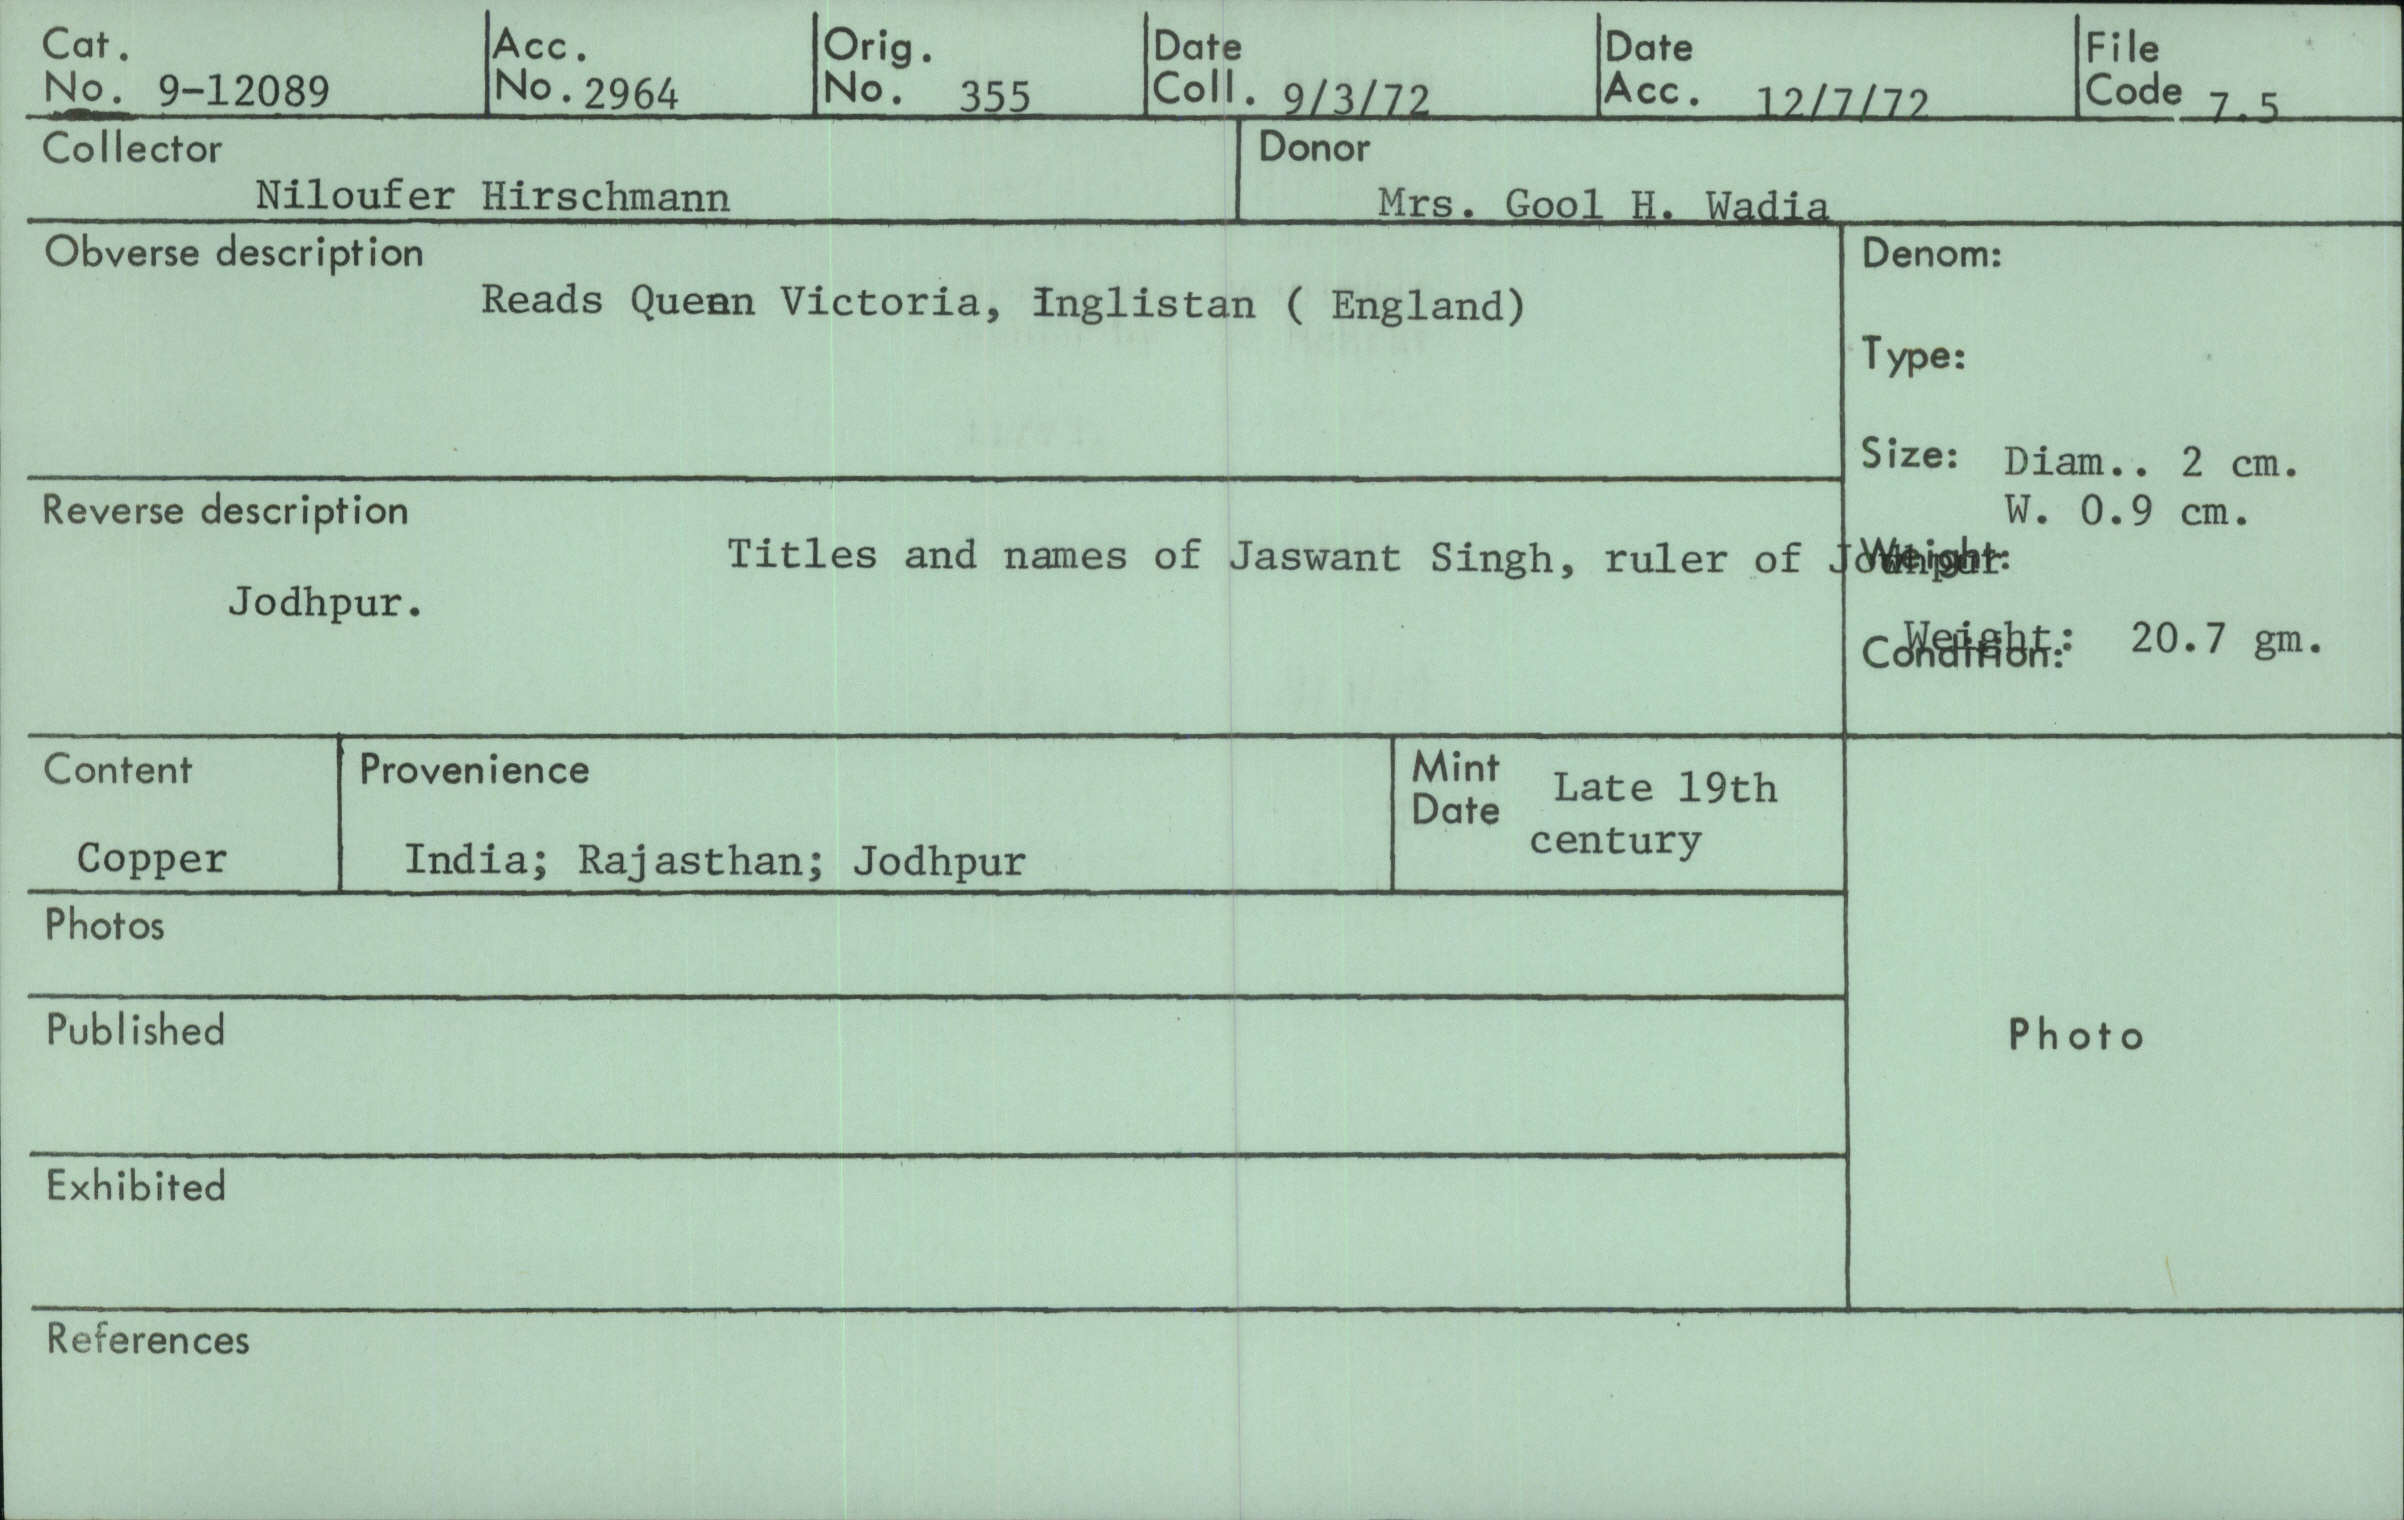 Cat. No. 9-12089
Acc. No. 2964
Orig. No. 355
Date Coll. 9/3/72
Date Acc. 12/7/72
File Code 7.5
Collector
Niloufer Hirschmann
Donor
Mrs. Gool H. Wadia
Obverse description
Reads Queen Victoria, Inglistan ( England)
Denom:
Type:
Size: Diam.. 2 cm.
W. 0.9 cm.
Reverse description
Titles and names of Jaswant Singh, ruler of Jodhpur
Jodhpur.
Weight:
Weight: 20.7 gm.
Condition:
Content
Copper
Provenience
India; Rajasthan; Jodhpur
Mint Date Late 19th
century
Photos
Published
Photo
Exhibited
References